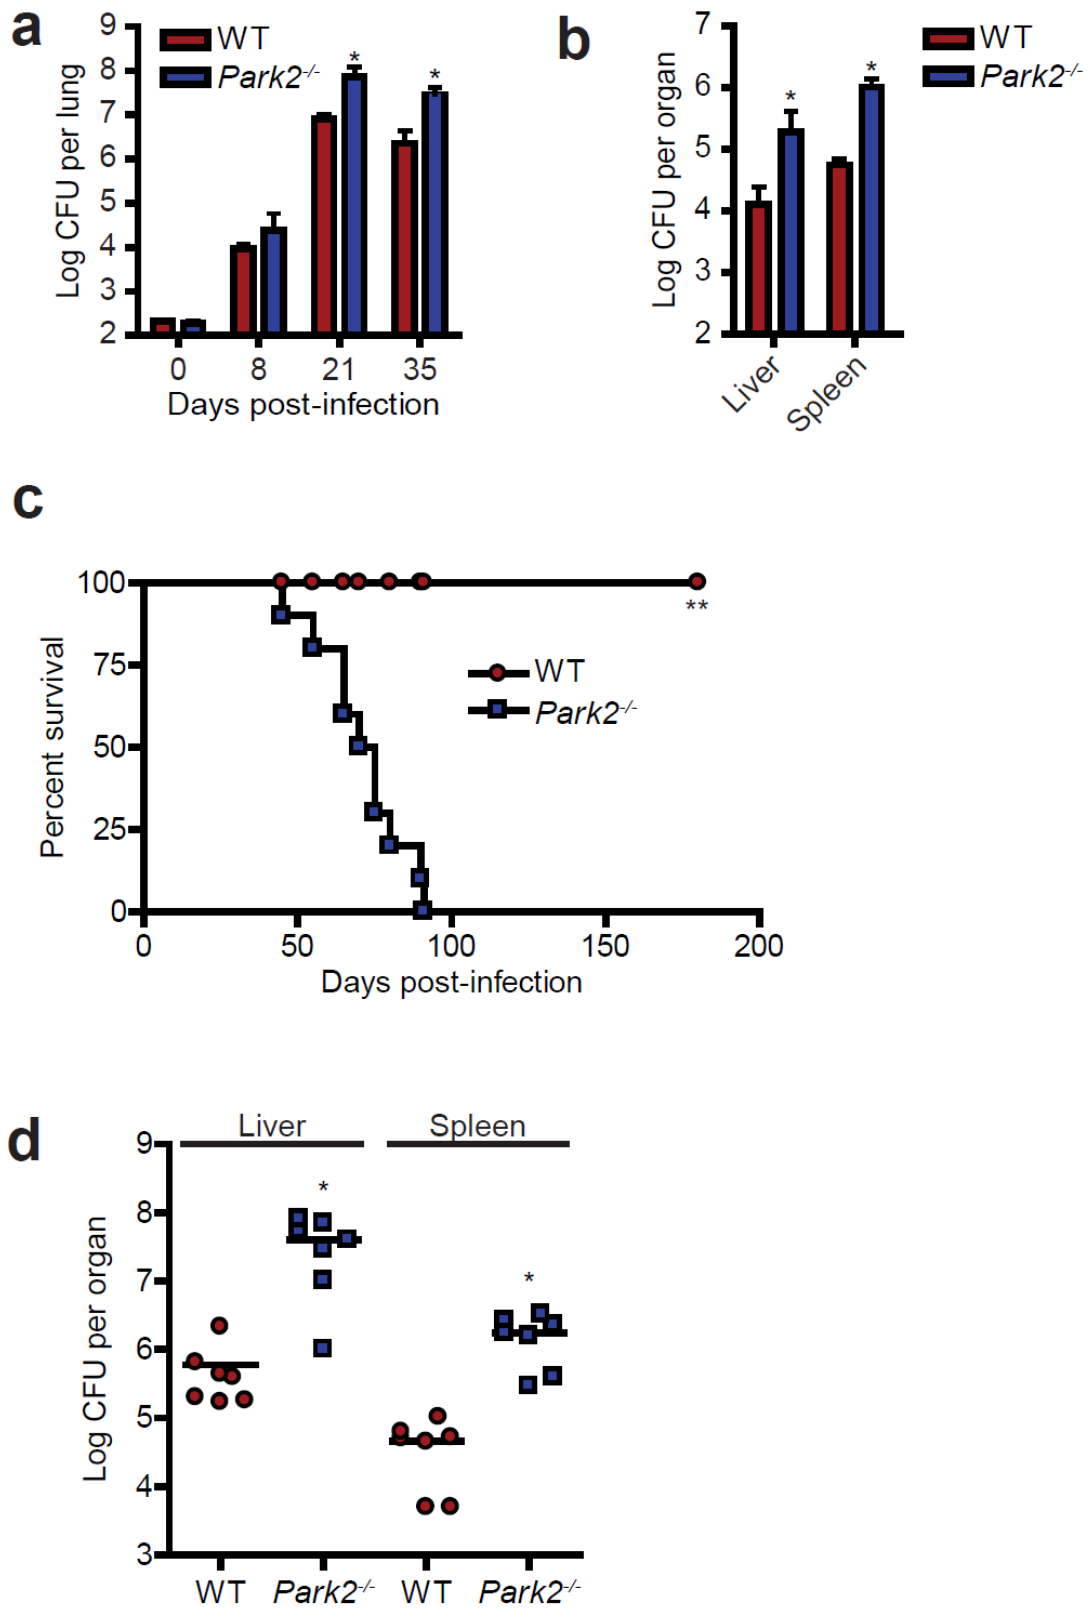 a
WT
Park2-/-
Log CFU per lung
9
8
7
6
5
4
3
2
*
*
0 8 21 35
Days post-infection
b
WT
Park2-/-
Log CFU per organ
7
6
5
4
3
2
*
*
Liver Spleen
c
Percent survival
100
75
50
25
0
**
WT
Park2-/-
0 50 100 150 200
Days post-infection
d
Liver Spleen
Log CFU per organ
9
8
7
6
5
4
3
*
*
WT Park2-/- WT Park2-/-